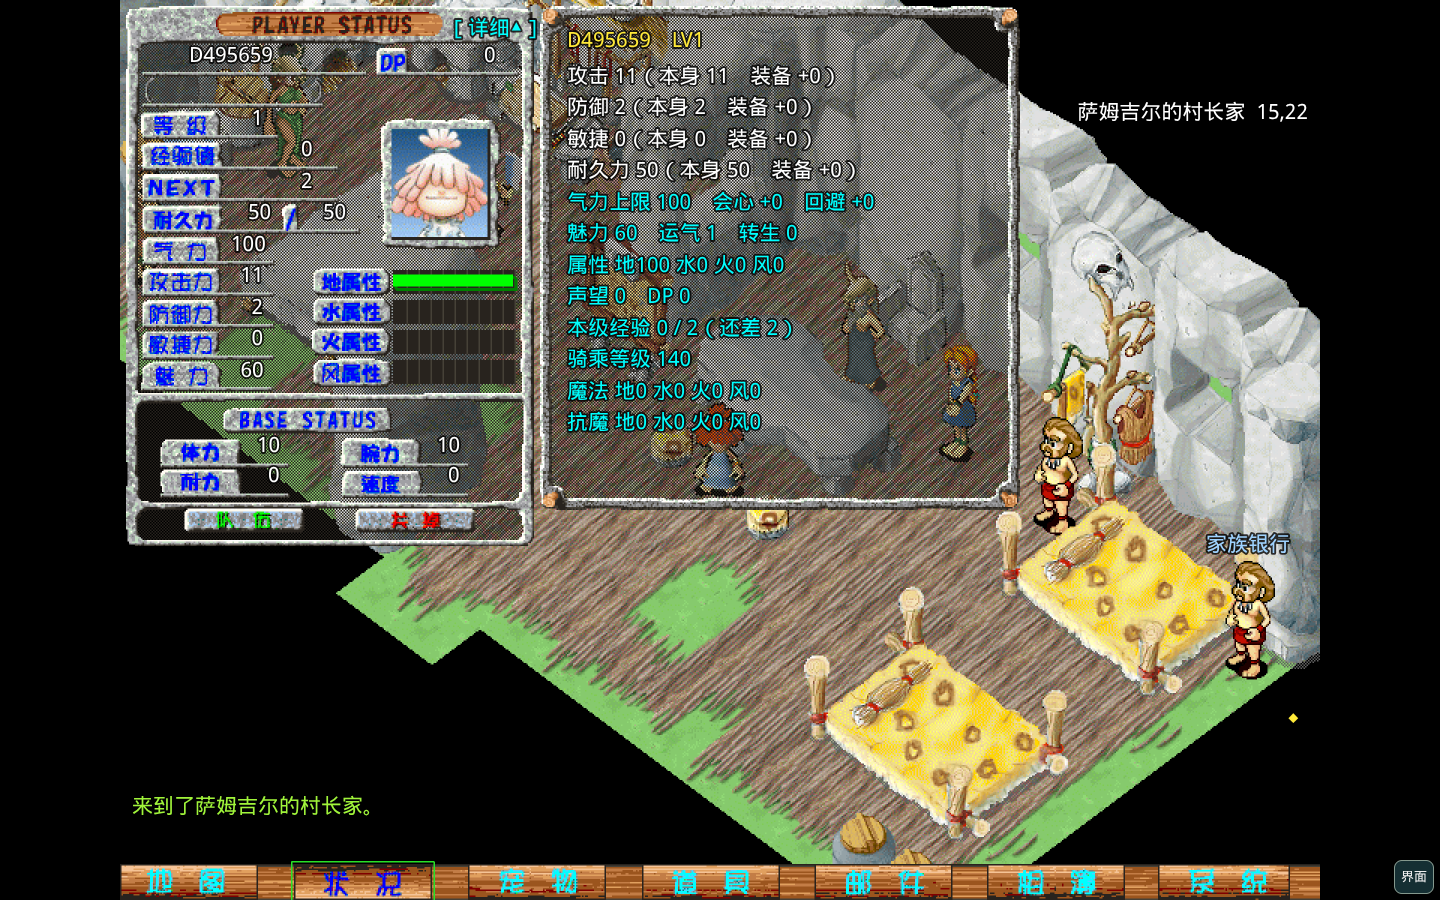 PLAYER STATUS
[ 详细▲ ]
D495659
DP 0
等级 1
经验值 0
NEXT 2
耐久力 50 / 50
气力 100
攻击力 11
防御力 2
敏捷力 0
魅力 60
地属性
水属性
火属性
风属性
BASE STATUS
体力 10 腕力 10
耐力 0 速度 0
队伍
D495659 LV1
攻击 11（本身 11 装备 +0）
防御 2（本身 2 装备 +0）
敏捷 0（本身 0 装备 +0）
耐久力 50（本身 50 装备 +0）
气力上限 100 会心 +0 回避 +0
魅力 60 运气 1 转生 0
属性 地100 水0 火0 风0
声望 0 DP 0
本级经验 0 / 2（还差 2）
骑乘等级 140
魔法 地0 水0 火0 风0
抗魔 地0 水0 火0 风0
萨姆吉尔的村长家 15,22
家族银行
来到了萨姆吉尔的村长家。
地图 状况 宠物 道具 邮件 名片簿 系统
界面